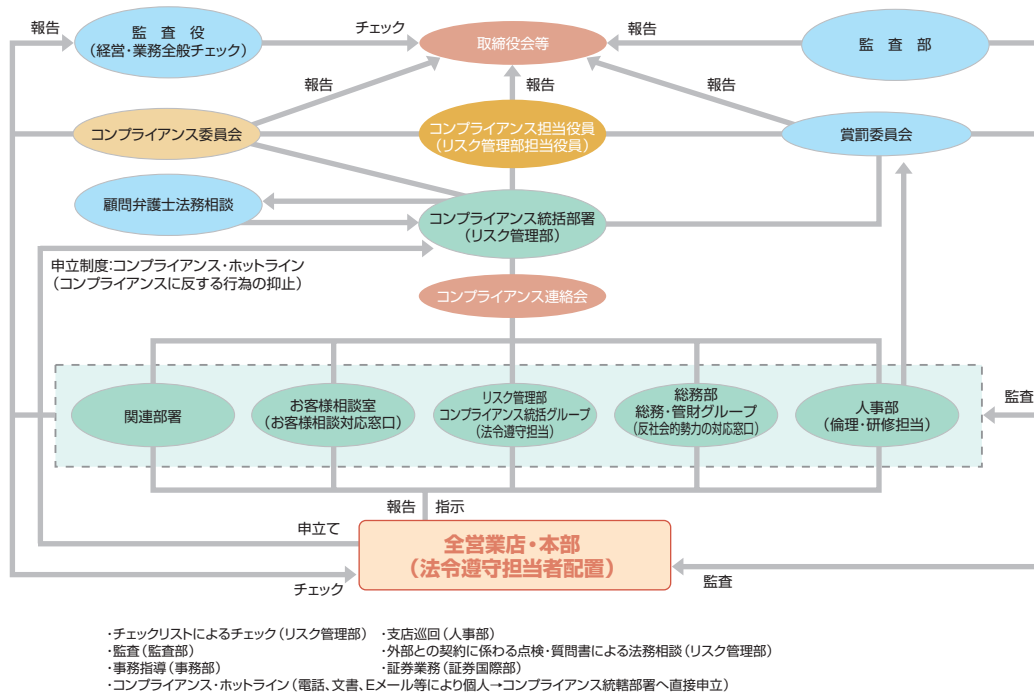 報告
監査役
(経営・業務全般チェック)
チェック
取締役会等
報告
監査部
報告
報告
報告
コンプライアンス委員会
コンプライアンス担当役員
(リスク管理部担当役員)
賞罰委員会
顧問弁護士法務相談
コンプライアンス統括部署
(リスク管理部)
申立制度:コンプライアンス・ホットライン
(コンプライアンスに反する行為の抑止)
コンプライアンス連絡会
関連部署
お客様相談室
(お客様相談対応窓口)
リスク管理部
コンプライアンス統括グループ
(法令遵守担当)
総務部
総務・管財グループ
(反社会的勢力の対応窓口)
人事部
(倫理・研修担当)
監査
報告 指示
申立て
全営業店・本部
(法令遵守担当者配置)
チェック
監査
・チェックリストによるチェック(リスク管理部) ・支店巡回(人事部)
・監査(監査部) ・外部との契約に係わる点検・質問書による法務相談(リスク管理部)
・事務指導(事務部) ・証券業務(証券国際部)
・コンプライアンス・ホットライン(電話、文書、Eメール等により個人→コンプライアンス統轄部署へ直接申立)